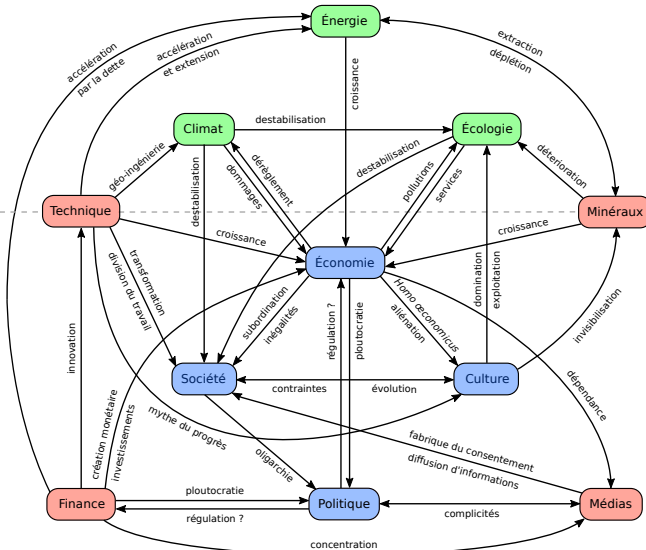 Énergie
accélération
par la dette
accélération
et extension
extraction
déplétion
croissance
Climat
destabilisation
Écologie
destabilisation
géo-ingénierie
destabilisation
dérèglement
dommages
pollutions
services
déterioration
Technique
Minéraux
croissance
croissance
Économie
transformation
division du travail
subordination
inégalités
régulation ?
ploutocratie
Homo œconomicus
aliénation
domination
exploitation
invisibilisation
innovation
Société
contraintes
évolution
Culture
dépendance
création monétaire
investissements
mythe du progrès
oligarchie
fabrique du consentement
diffusion d'informations
Finance
ploutocratie
régulation ?
Politique
complicités
Médias
concentration